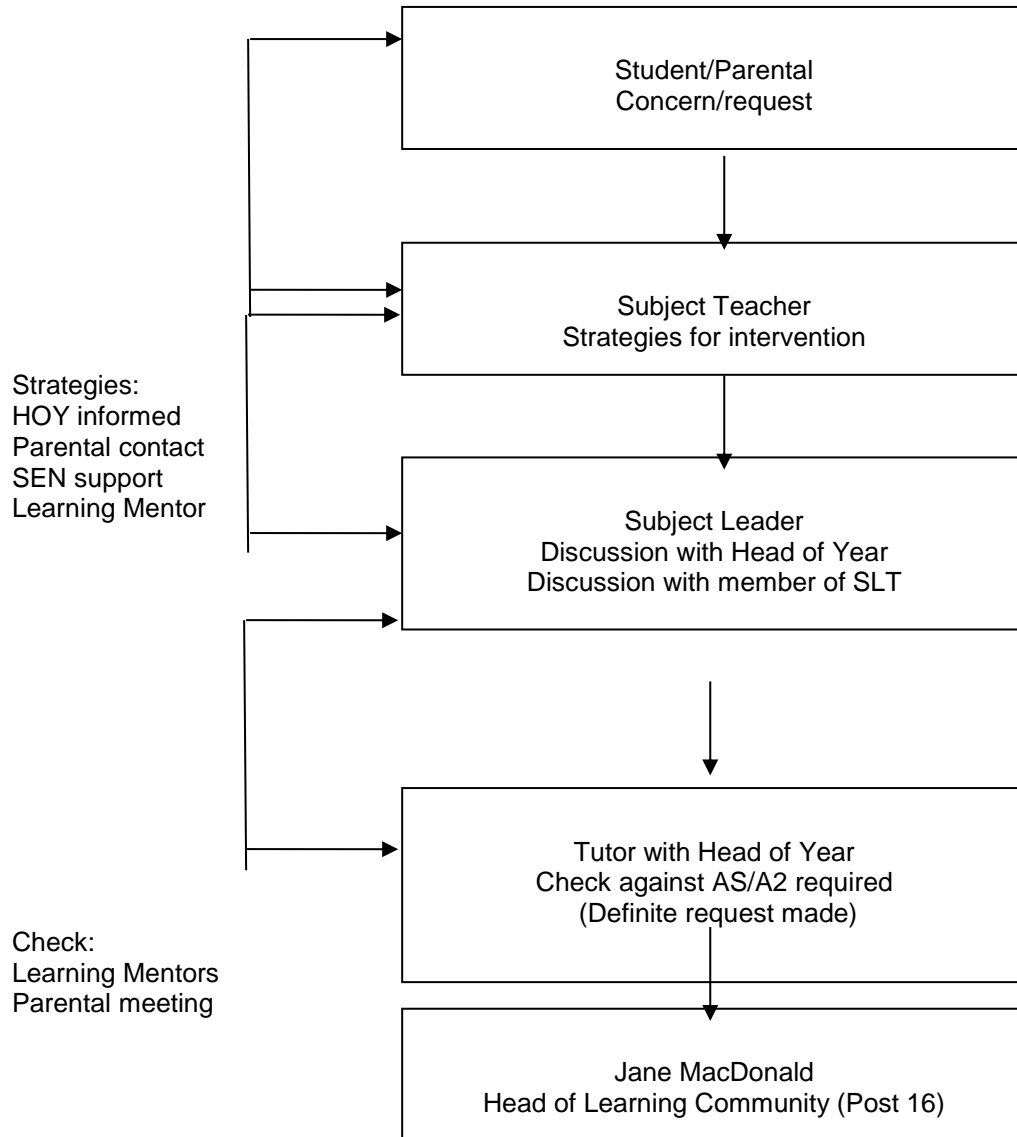 Student/Parental
Concern/request
Subject Teacher
Strategies for intervention
Strategies:
HOY informed
Parental contact
SEN support
Learning Mentor
Subject Leader
Discussion with Head of Year
Discussion with member of SLT
Tutor with Head of Year
Check against AS/A2 required
(Definite request made)
Check:
Learning Mentors
Parental meeting
Jane MacDonald
Head of Learning Community (Post 16)